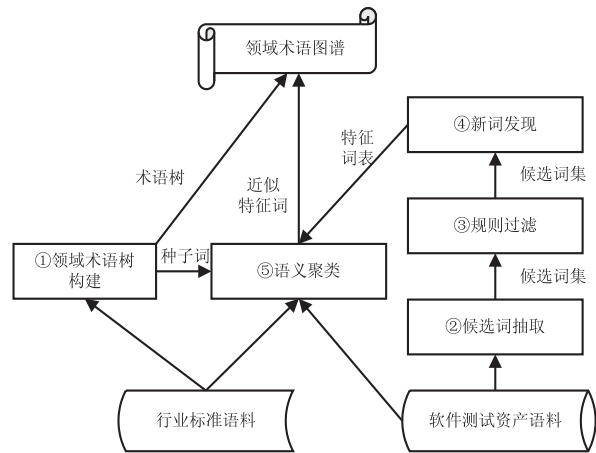 领域术语图谱
④新词发现
特征
词表
术语树
近似
特征词
候选词集
③规则过滤
①领域术语树
构建
种子词
⑤语义聚类
候选词集
②候选词抽取
行业标准语料
软件测试资产语料